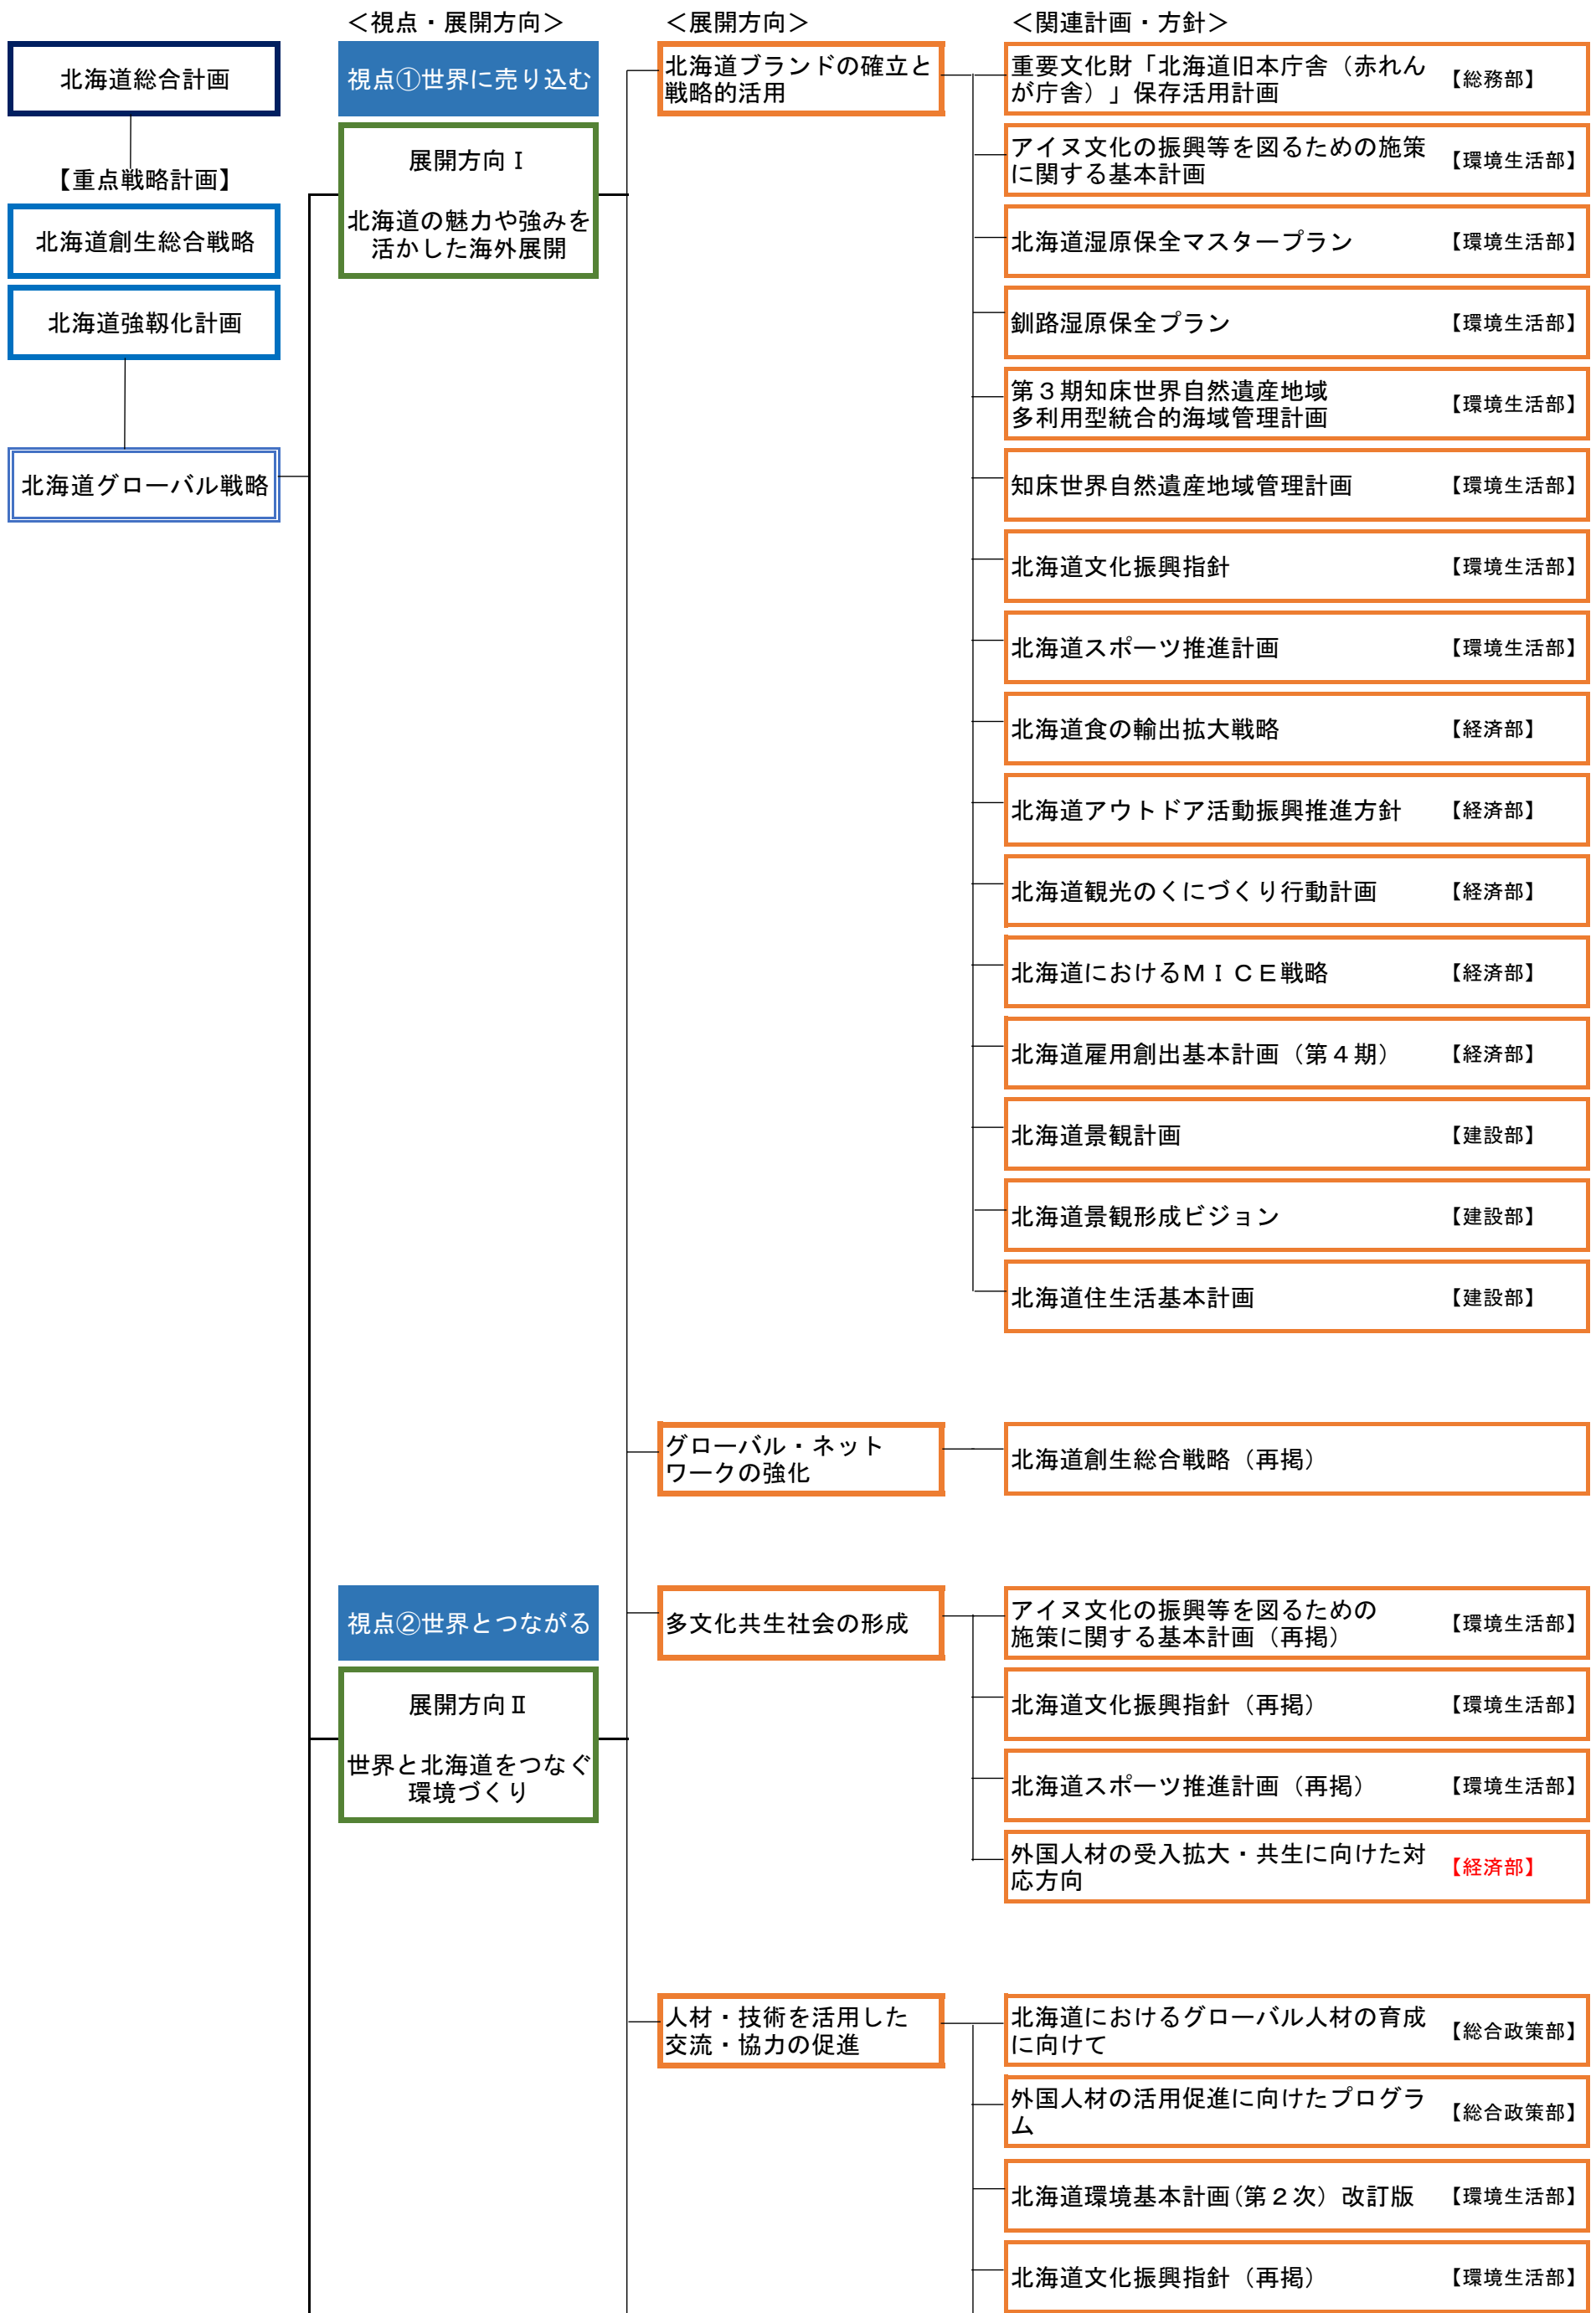 ＜視点・展開方向＞
＜展開方向＞
＜関連計画・方針＞
北海道総合計画
【重点戦略計画】
北海道創生総合戦略
北海道強靱化計画
北海道グローバル戦略
視点①世界に売り込む
展開方向Ⅰ
北海道の魅力や強みを
活かした海外展開
北海道ブランドの確立と
戦略的活用
重要文化財「北海道旧本庁舎（赤れん
が庁舎）」保存活用計画
【総務部】
アイヌ文化の振興等を図るための施策
に関する基本計画
【環境生活部】
北海道湿原保全マスタープラン 【環境生活部】
釧路湿原保全プラン 【環境生活部】
第３期知床世界自然遺産地域
多利用型統合的海域管理計画
【環境生活部】
知床世界自然遺産地域管理計画 【環境生活部】
北海道文化振興指針 【環境生活部】
北海道スポーツ推進計画 【環境生活部】
北海道食の輸出拡大戦略 【経済部】
北海道アウトドア活動振興推進方針 【経済部】
北海道観光のくにづくり行動計画 【経済部】
北海道におけるＭＩＣＥ戦略 【経済部】
北海道雇用創出基本計画（第４期） 【経済部】
北海道景観計画 【建設部】
北海道景観形成ビジョン 【建設部】
北海道住生活基本計画 【建設部】
グローバル・ネット
ワークの強化
北海道創生総合戦略（再掲）
視点②世界とつながる
展開方向Ⅱ
世界と北海道をつなぐ
環境づくり
多文化共生社会の形成
アイヌ文化の振興等を図るための
施策に関する基本計画（再掲）
【環境生活部】
北海道文化振興指針（再掲） 【環境生活部】
北海道スポーツ推進計画（再掲） 【環境生活部】
外国人材の受入拡大・共生に向けた対
応方向
【経済部】
人材・技術を活用した
交流・協力の促進
北海道におけるグローバル人材の育成
に向けて
【総合政策部】
外国人材の活用促進に向けたプログラ
ム
【総合政策部】
北海道環境基本計画(第２次）改訂版 【環境生活部】
北海道文化振興指針（再掲） 【環境生活部】